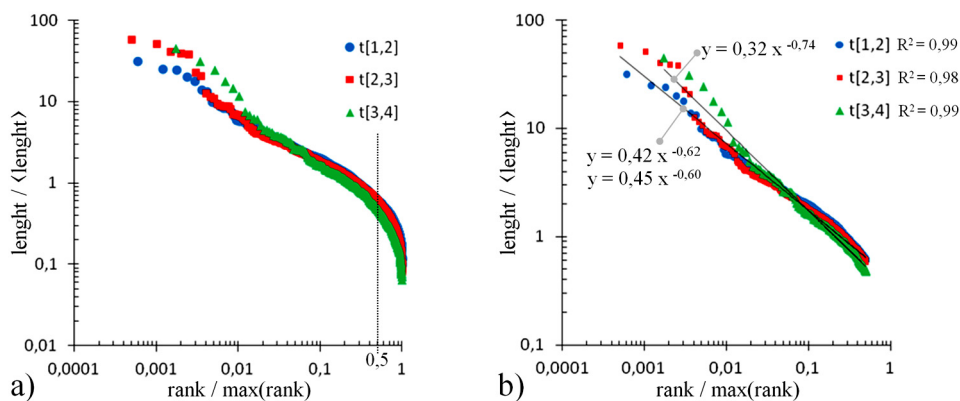 100
10
1
0,1
0,01
0,0001
0,001
0,01
0,1
1
0,5
lenght / ⟨lenght⟩
rank / max(rank)
t[1,2]
t[2,3]
t[3,4]
a)
100
10
1
0,1
0,0001
0,001
0,01
0,1
1
lenght / ⟨lenght⟩
rank / max(rank)
y = 0,32 x -0,74
y = 0,42 x -0,62
y = 0,45 x -0,60
t[1,2] R² = 0,99
t[2,3] R² = 0,98
t[3,4] R² = 0,99
b)